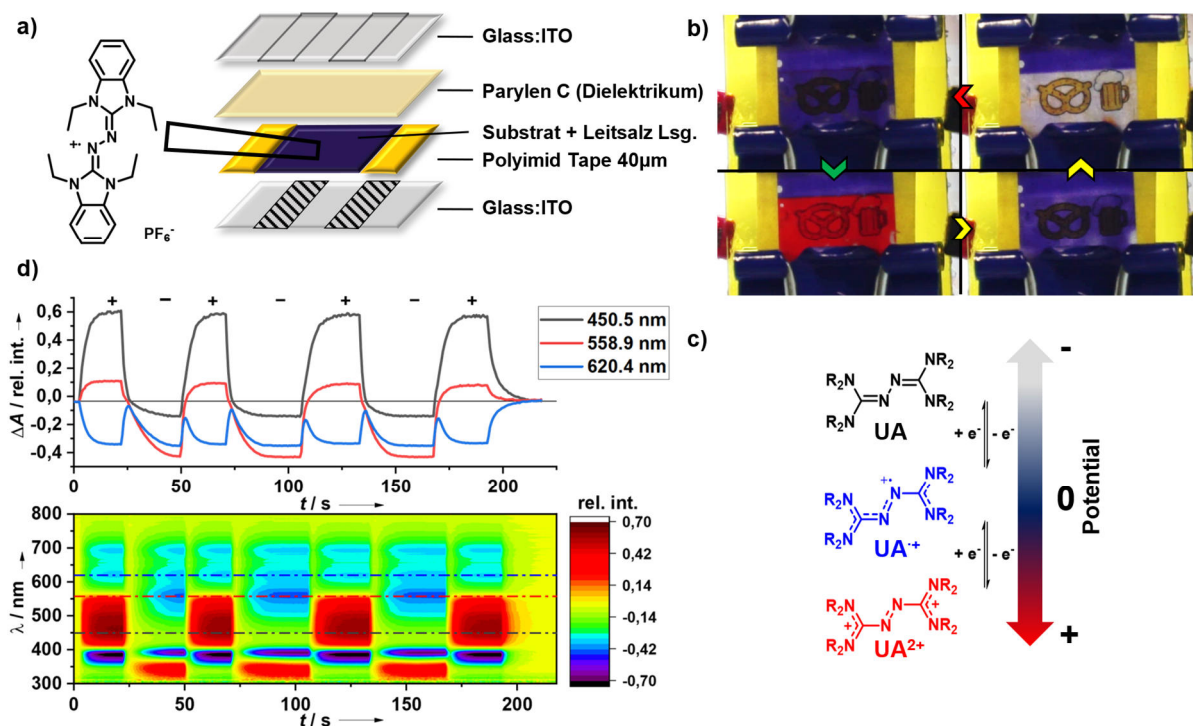 a)
Glass:ITO
Parylen C (Dielektrikum)
Substrat + Leitsalz Lsg.
Polyimid Tape 40µm
Glass:ITO
N N
N
+· N
N N
PF6-
b)
d)
+ – + – + – +
450.5 nm
558.9 nm
620.4 nm
ΔA / rel. int.
0,6
0,4
0,2
0,0
-0,2
-0,4
0 50 100 150 200
t / s
rel. int.
800
700
600
500
400
300
λ / nm
0,70
0,42
0,14
-0,14
-0,42
-0,70
0 50 100 150 200
t / s
c)
-
NR2
R2N N NR2
N
R2N
UA
+ e- - e-
0
Potential
+·
NR2
R2N N NR2
N
R2N
UA·+
+ e- - e-
NR2
R2N N + NR2
+ N
R2N
UA2+
+